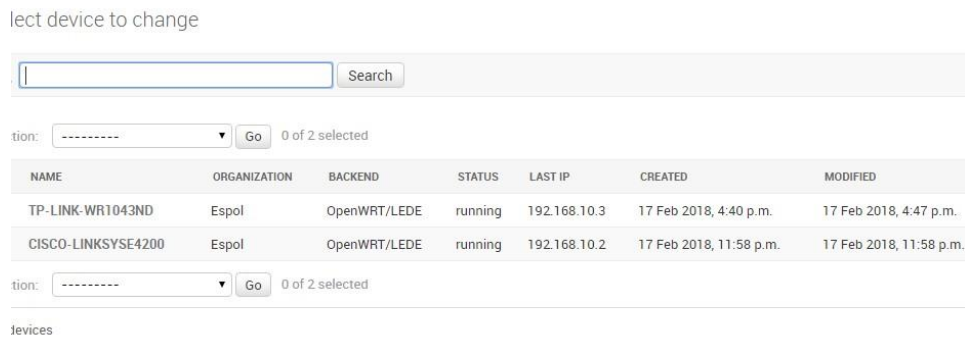 lect device to change
Search
tion: --------- Go 0 of 2 selected
NAME ORGANIZATION BACKEND STATUS LAST IP CREATED MODIFIED
TP-LINK-WR1043ND Espol OpenWRT/LEDE running 192.168.10.3 17 Feb 2018, 4:40 p.m. 17 Feb 2018, 4:47 p.m.
CISCO-LINKSYSE4200 Espol OpenWRT/LEDE running 192.168.10.2 17 Feb 2018, 11:58 p.m. 17 Feb 2018, 11:58 p.m.
tion: --------- Go 0 of 2 selected
devices